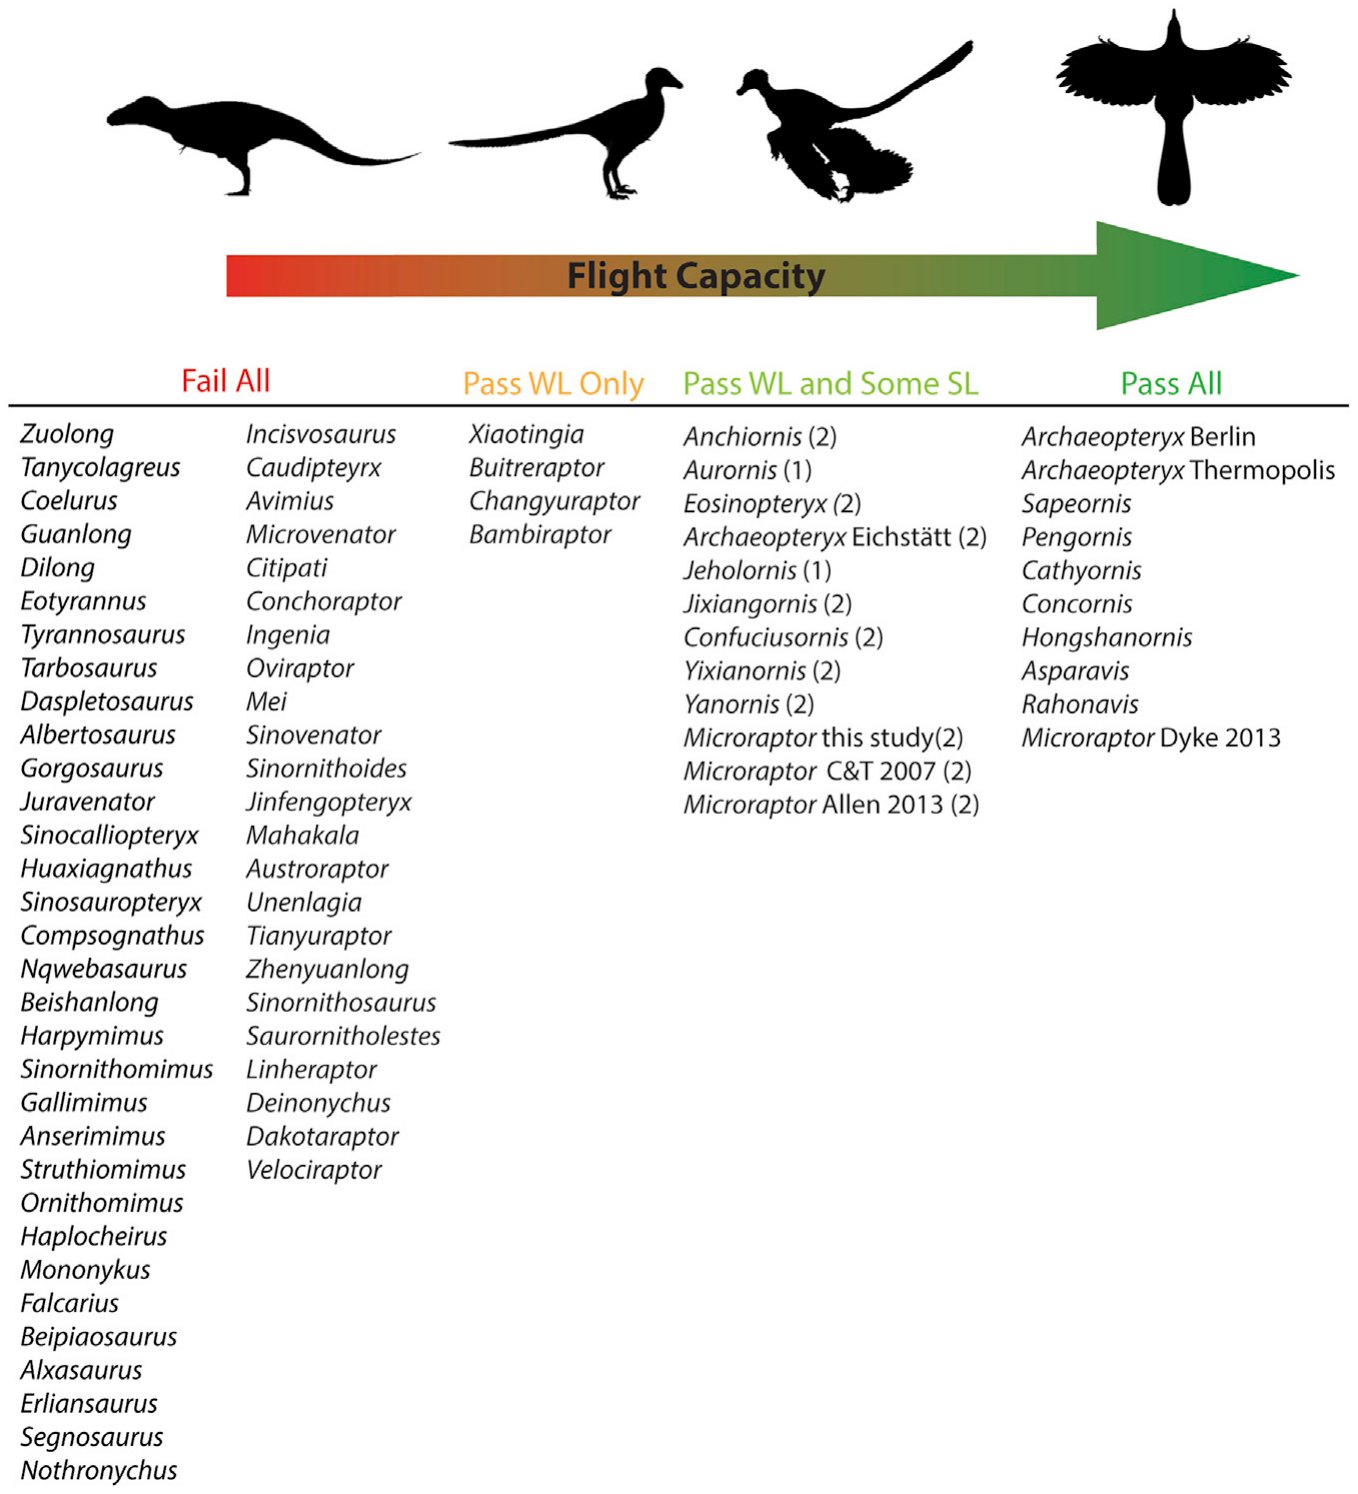 Flight Capacity
Fail All
Pass WL Only
Pass WL and Some SL
Pass All
Zuolong
Tanycolagreus
Coelurus
Guanlong
Dilong
Eotyrannus
Tyrannosaurus
Tarbosaurus
Daspletosaurus
Albertosaurus
Gorgosaurus
Juravenator
Sinocalliopteryx
Huaxiagnathus
Sinosauropteryx
Compsognathus
Nqwebasaurus
Beishanlong
Harpymimus
Sinornithomimus
Gallimimus
Anserimimus
Struthiomimus
Ornithomimus
Haplocheirus
Mononykus
Falcarius
Beipiaosaurus
Alxasaurus
Erliansaurus
Segnosaurus
Nothronychus
Incisvosaurus
Caudipteyrx
Avimius
Microvenator
Citipati
Conchoraptor
Ingenia
Oviraptor
Mei
Sinovenator
Sinornithoides
Jinfengopteryx
Mahakala
Austroraptor
Unenlagia
Tianyuraptor
Zhenyuanlong
Sinornithosaurus
Saurornitholestes
Linheraptor
Deinonychus
Dakotaraptor
Velociraptor
Xiaotingia
Buitreraptor
Changyuraptor
Bambiraptor
Anchiornis (2)
Aurornis (1)
Eosinopteryx (2)
Archaeopteryx Eichstätt (2)
Jeholornis (1)
Jixiangornis (2)
Confuciusornis (2)
Yixianornis (2)
Yanornis (2)
Microraptor this study(2)
Microraptor C&T 2007 (2)
Microraptor Allen 2013 (2)
Archaeopteryx Berlin
Archaeopteryx Thermopolis
Sapeornis
Pengornis
Cathyornis
Concornis
Hongshanornis
Asparavis
Rahonavis
Microraptor Dyke 2013